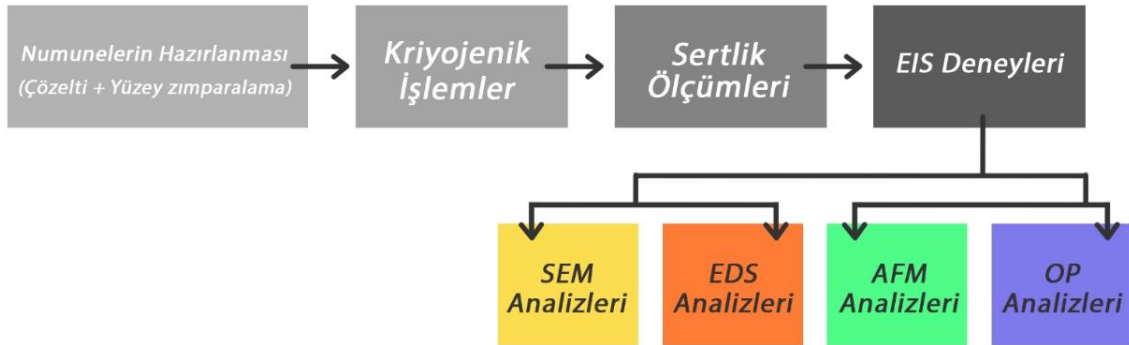 Numunelerin Hazırlanması
(Çözelti + Yüzey zımparalama)
Kriyojenik
İşlemler
Sertlik
Ölçümleri
EIS Deneyleri
SEM
Analizleri
EDS
Analizleri
AFM
Analizleri
OP
Analizleri